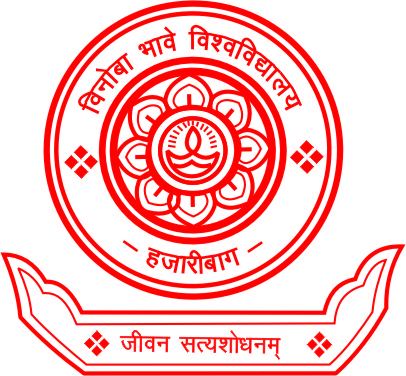 विनोबा भावे विश्वविद्यालय
– हजारीबाग –
जीवन सत्यशोधनम्